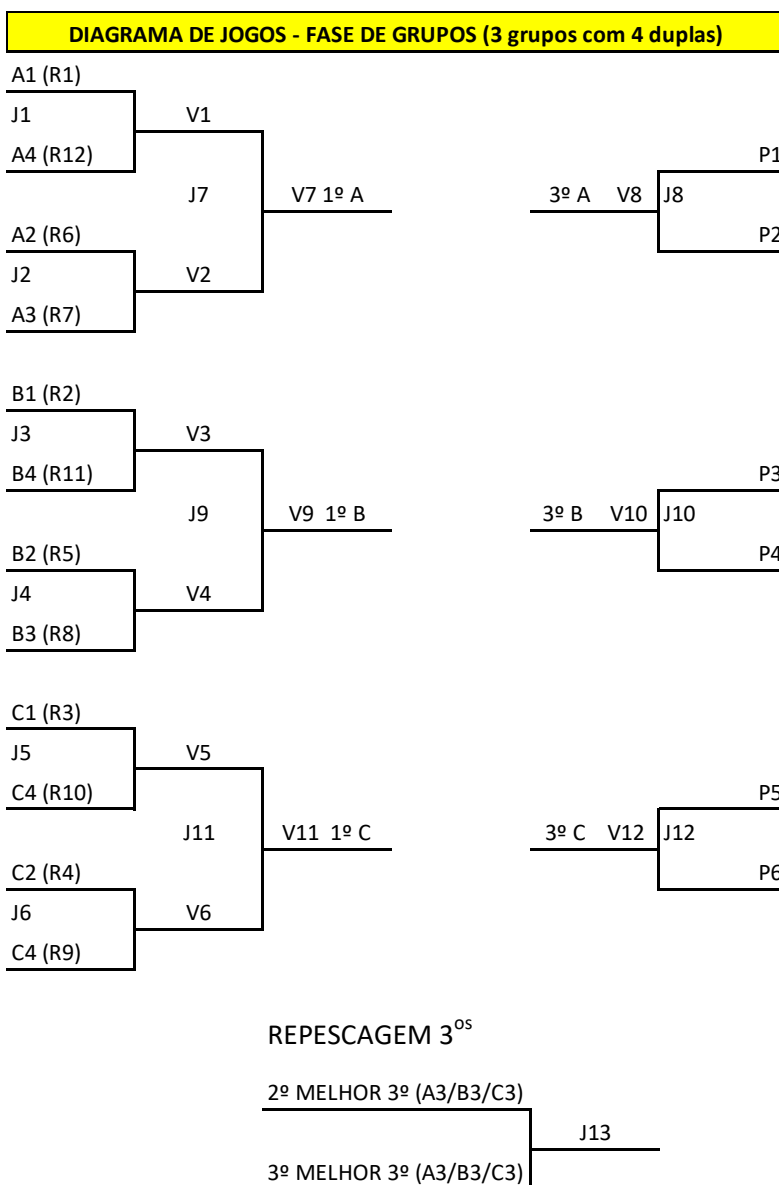 DIAGRAMA DE JOGOS - FASE DE GRUPOS (3 grupos com 4 duplas)
A1 (R1)
J1 V1
A4 (R12) P1
J7 V7 1º A 3º A V8 J8
A2 (R6) P2
J2 V2
A3 (R7)
B1 (R2)
J3 V3
B4 (R11) P3
J9 V9 1º B 3º B V10 J10
B2 (R5) P4
J4 V4
B3 (R8)
C1 (R3)
J5 V5
C4 (R10) P5
J11 V11 1º C 3º C V12 J12
C2 (R4) P6
J6 V6
C4 (R9)
REPESCAGEM 3os
2º MELHOR 3º (A3/B3/C3)
J13
3º MELHOR 3º (A3/B3/C3)